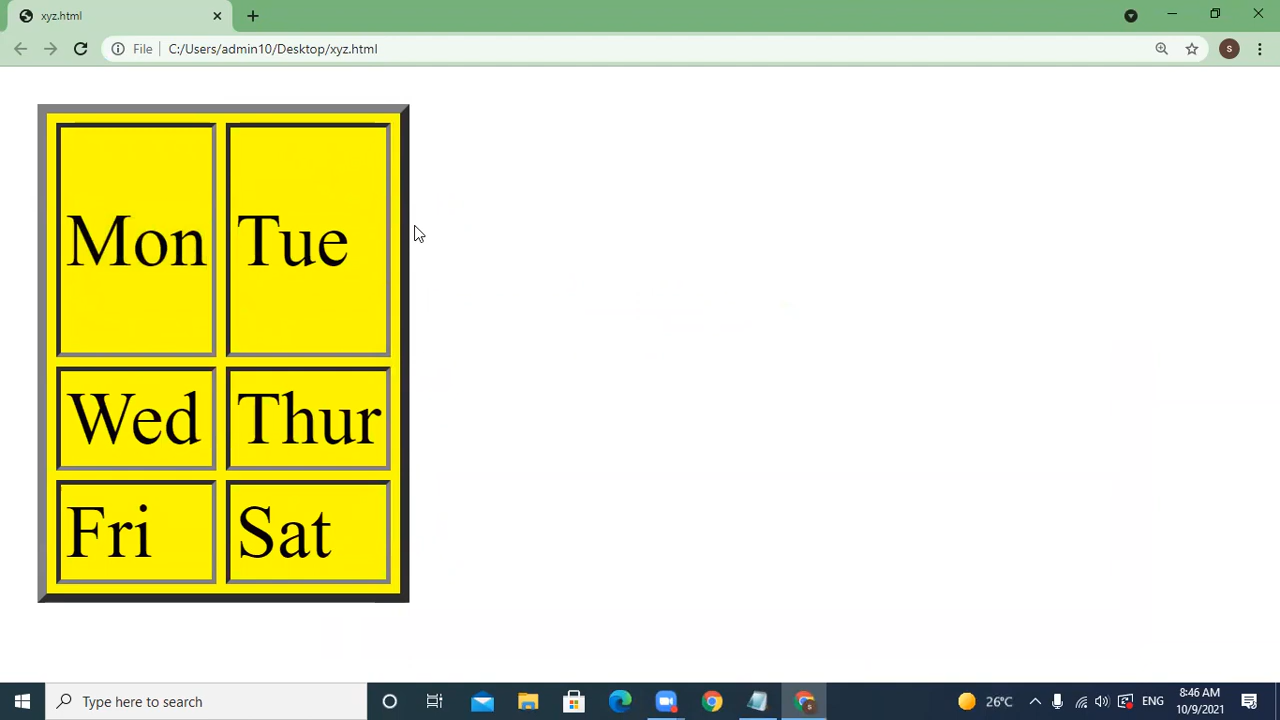 xyz.html
File C:/Users/admin10/Desktop/xyz.html
S
Mon Tue
Wed Thur
Fri Sat
Type here to search
26°C
ENG
8:46 AM
10/9/2021